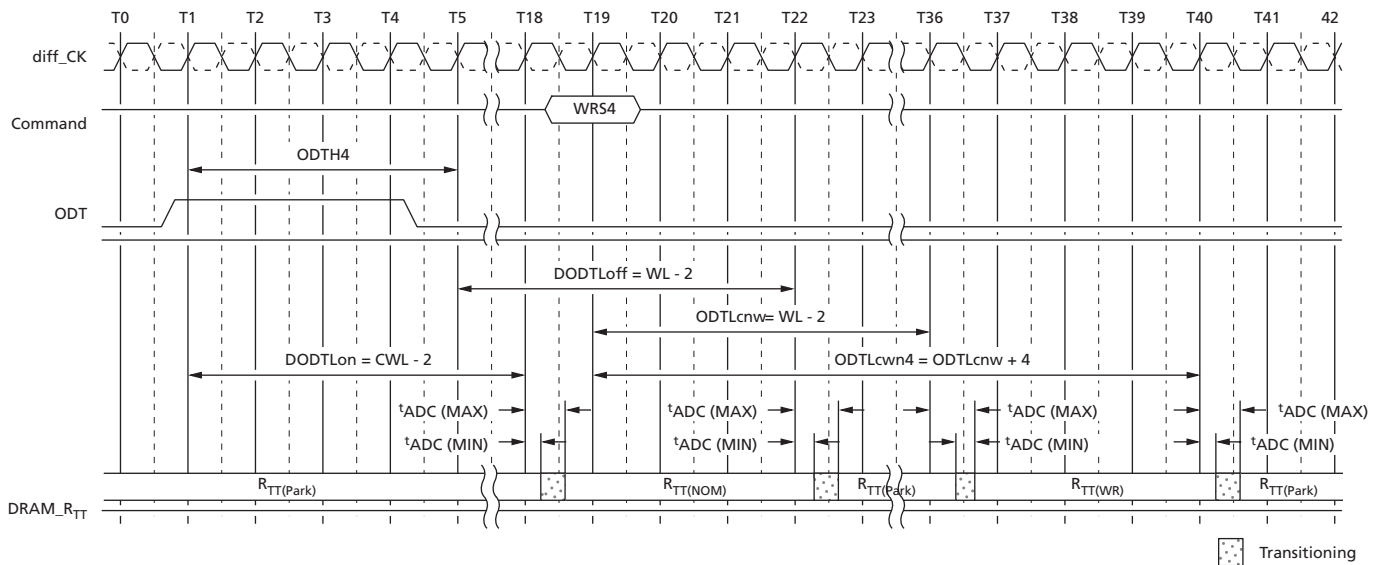 T0 T1 T2 T3 T4 T5 T18 T19 T20 T21 T22 T23 T36 T37 T38 T39 T40 T41 42
diff_CK
WRS4
Command
ODTH4
ODT
DODTLoff = WL - 2
ODTLcnw= WL - 2
DODTLon = CWL - 2 ODTLcwn4 = ODTLcnw + 4
tADC (MAX) tADC (MAX) tADC (MAX) tADC (MAX)
tADC (MIN) tADC (MIN) tADC (MIN) tADC (MIN)
RTT(Park) RTT(NOM) RTT(Park) RTT(WR) RTT(Park)
DRAM_RTT
Transitioning